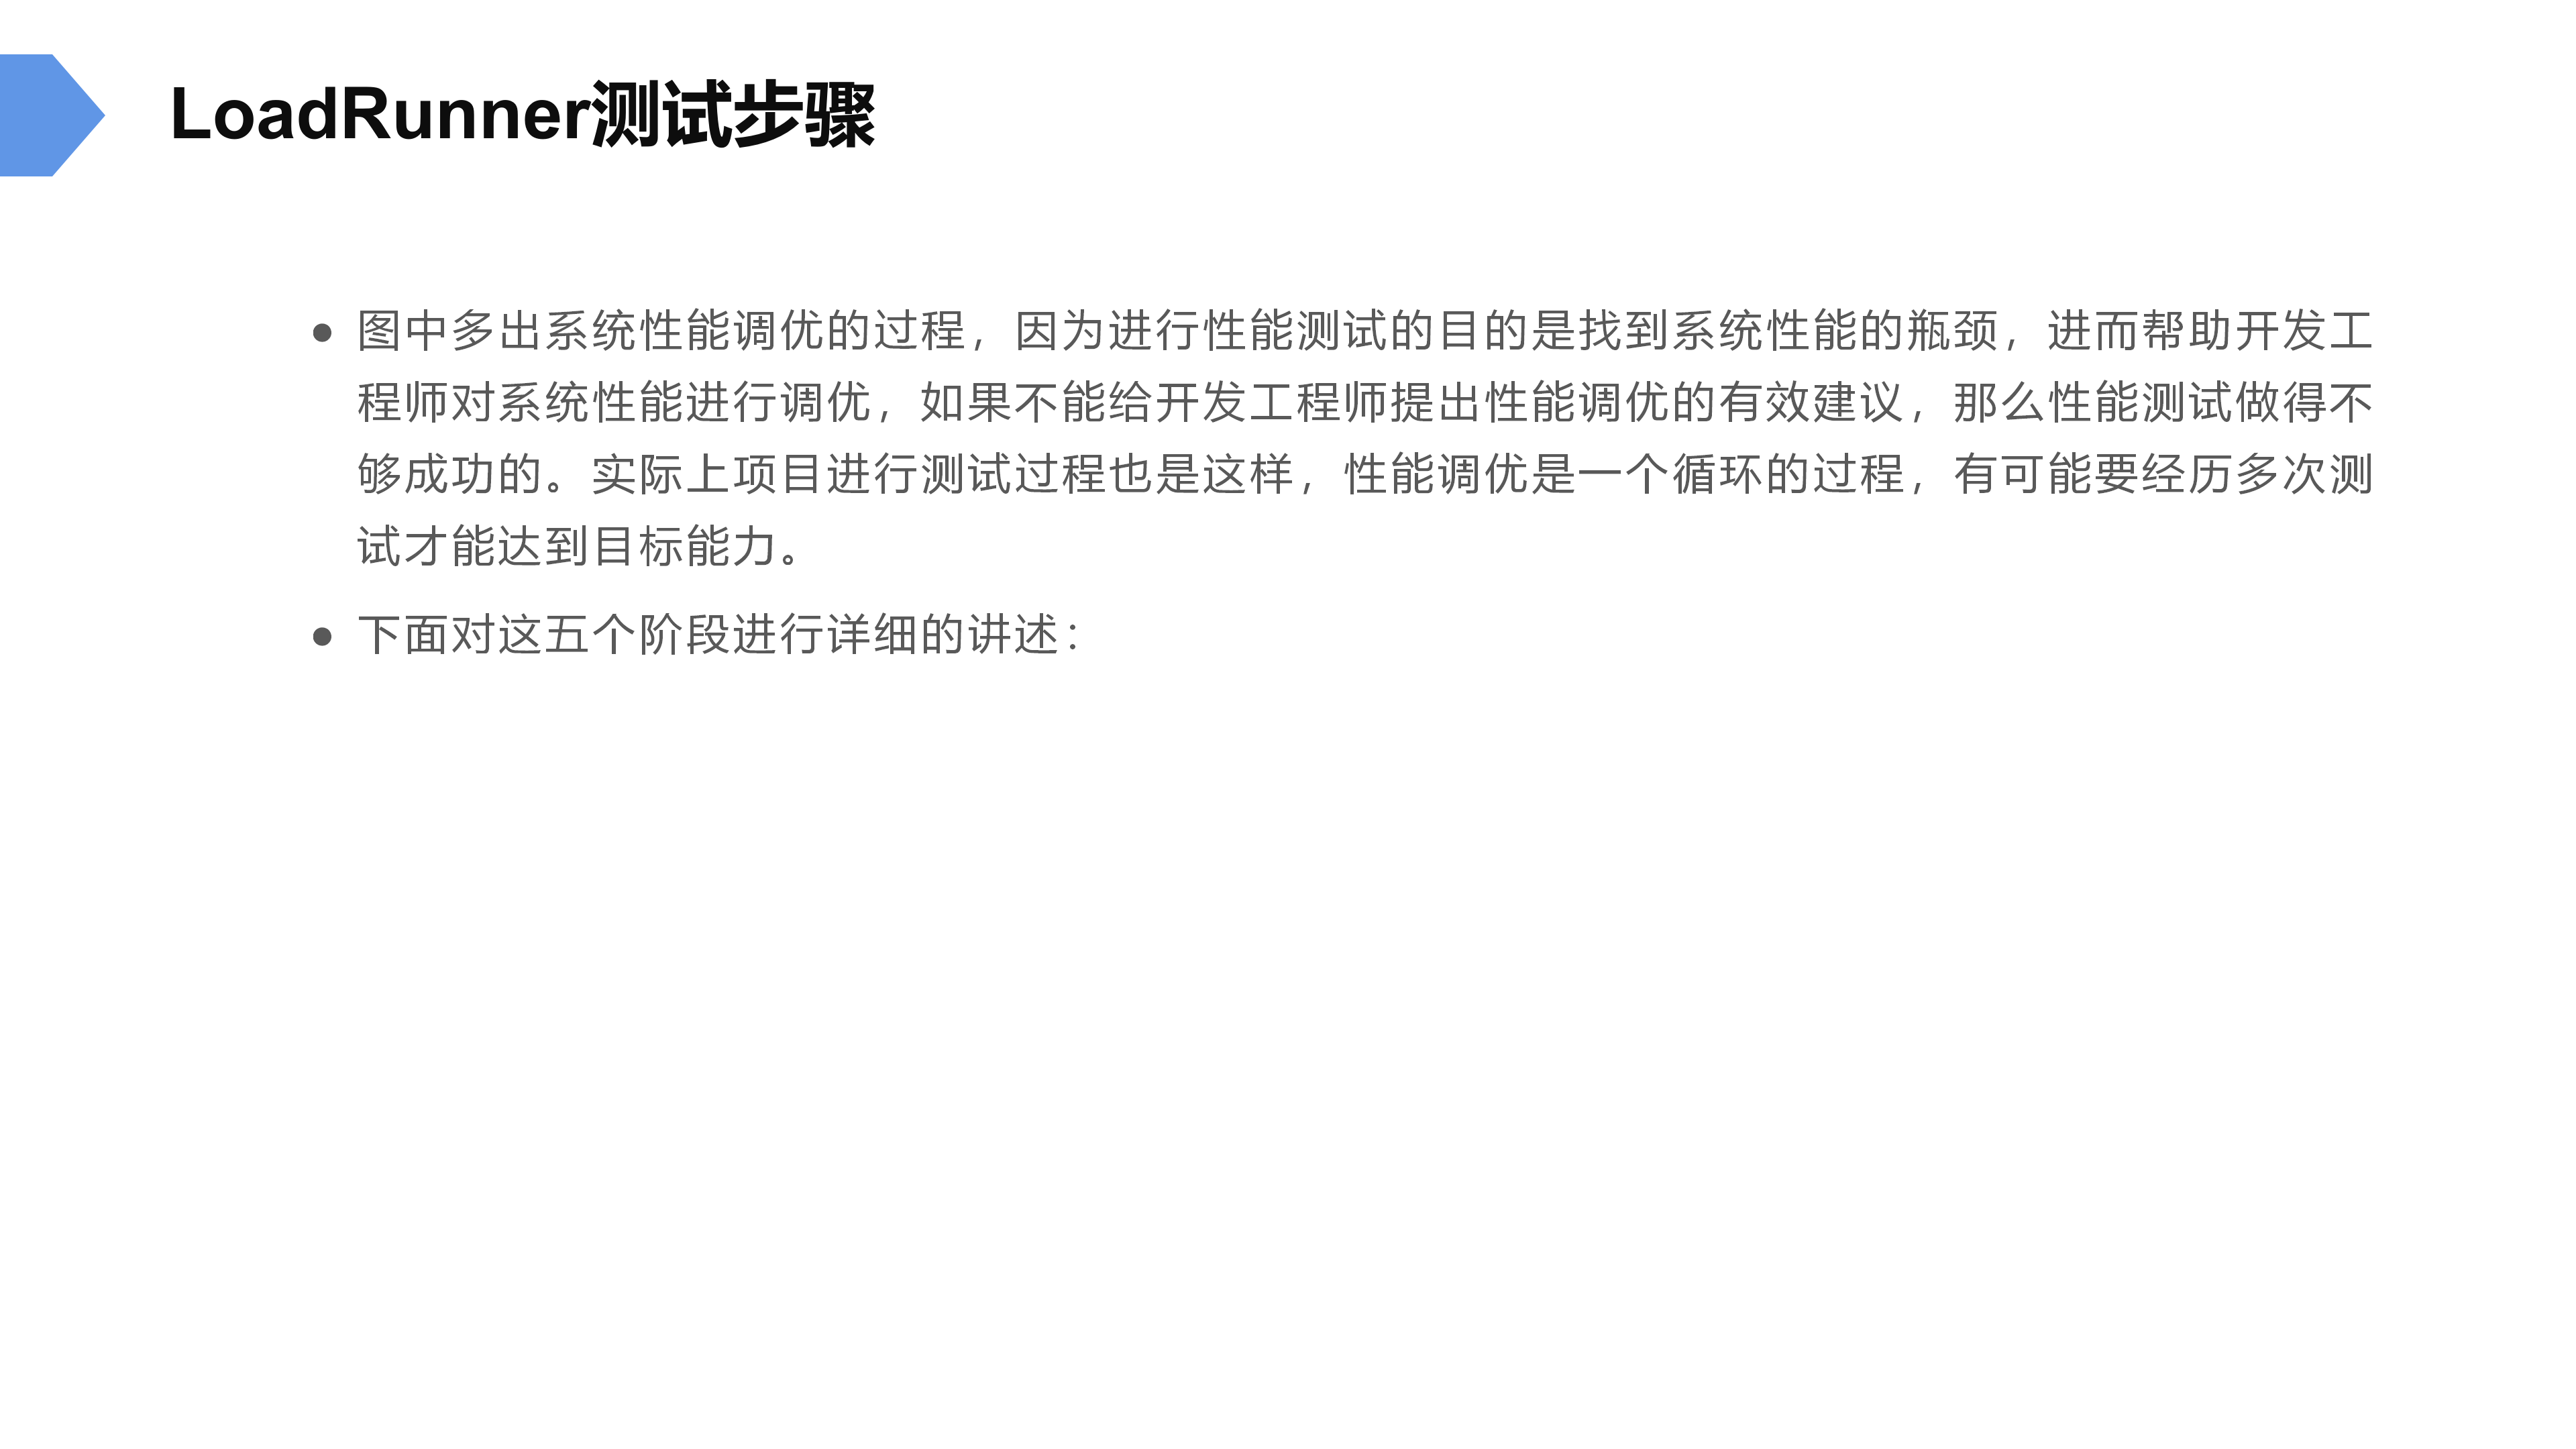 LoadRunner测试步骤
● 图中多出系统性能调优的过程，因为进行性能测试的目的是找到系统性能的瓶颈，进而帮助开发工
程师对系统性能进行调优，如果不能给开发工程师提出性能调优的有效建议，那么性能测试做得不
够成功的。实际上项目进行测试过程也是这样，性能调优是一个循环的过程，有可能要经历多次测
试才能达到目标能力。
● 下面对这五个阶段进行详细的讲述：